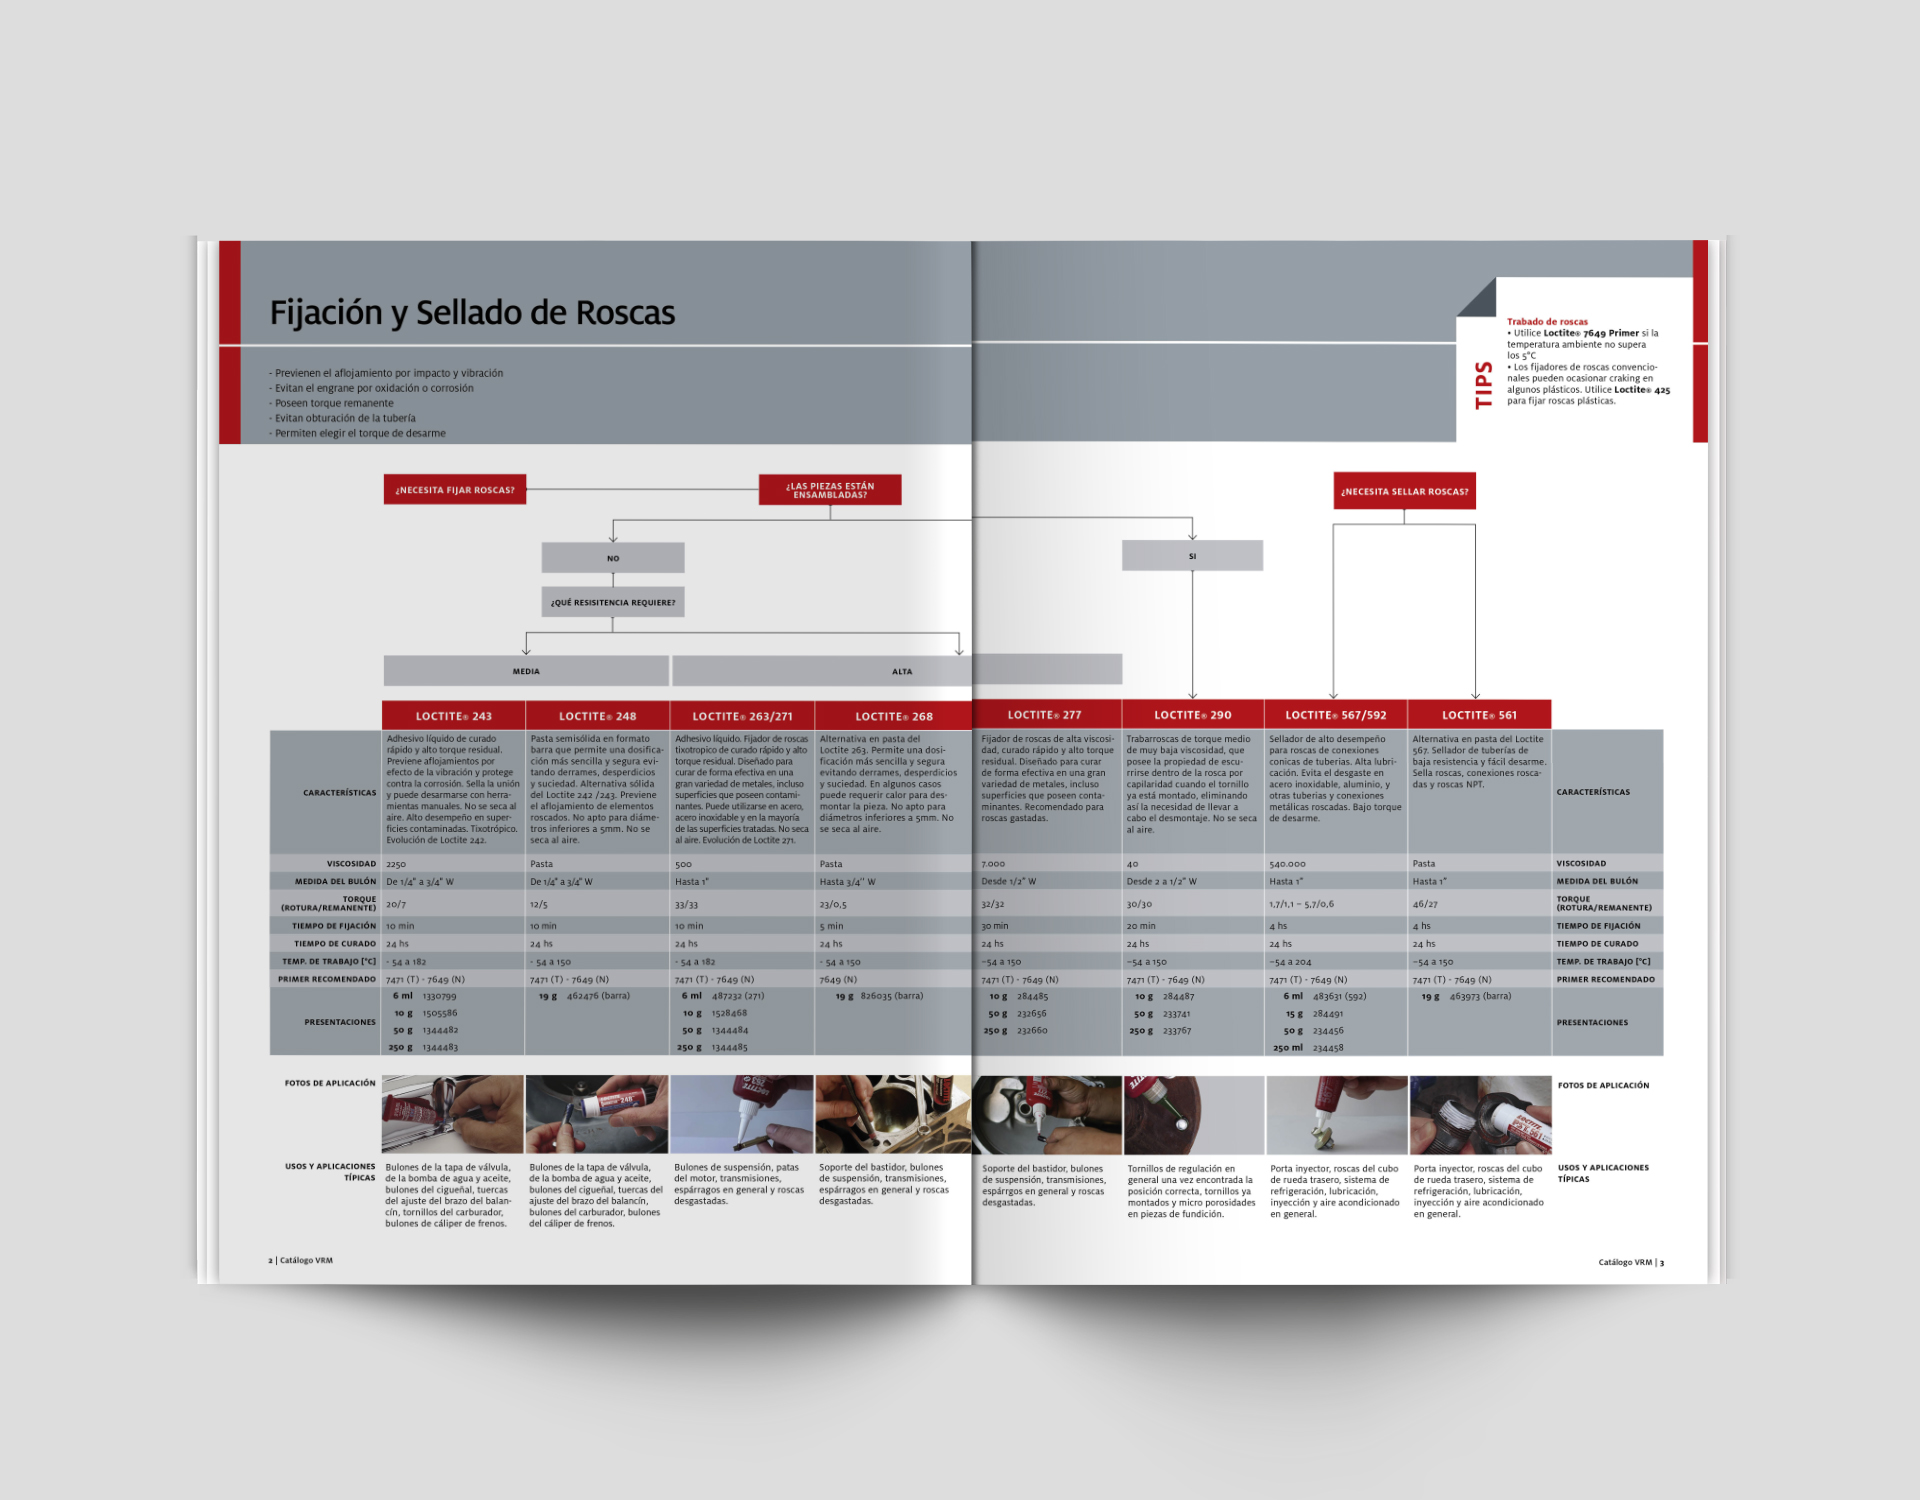 Fijación y Sellado de Roscas
- Previenen el aflojamiento por impacto y vibración
- Evitan el engrane por oxidación o corrosión
- Poseen torque remanente
- Evitan obturación de la tubería
- Permiten elegir el torque de desarme
TIPS
Trabado de roscas
• Utilice Loctite® 7649 Primer si la
temperatura ambiente no supera
los 5°C
• Los fijadores de roscas convencio-
nales pueden ocasionar craking en
algunos plásticos. Utilice Loctite® 425
para fijar roscas plásticas.
¿NECESITA FIJAR ROSCAS?
¿LAS PIEZAS ESTÁN
ENSAMBLADAS?
¿NECESITA SELLAR ROSCAS?
NO
SI
¿QUÉ RESISITENCIA REQUIERE?
MEDIA
ALTA
LOCTITE® 243
LOCTITE® 248
LOCTITE® 263/271
LOCTITE® 268
LOCTITE® 277
LOCTITE® 290
LOCTITE® 567/592
LOCTITE® 561
CARACTERÍSTICAS
Adhesivo líquido de curado
rápido y alto torque residual.
Previene aflojamientos por
efecto de la vibración y protege
contra la corrosión. Sella la unión
y puede desarmarse con herra-
mientas manuales. No se seca al
aire. Alto desempeño en super-
ficies contaminadas. Tixotrópico.
Evolución de Loctite 242.
Pasta semisólida en formato
barra que permite una dosifica-
ción más sencilla y segura evi-
tando derrames, desperdicios
y suciedad. Alternativa sólida
del Loctite 242 /243. Previene
el aflojamiento de elementos
roscados. No apto para diáme-
tros inferiores a 5mm. No se
seca al aire.
Adhesivo líquido. Fijador de roscas
tixotropico de curado rápido y alto
torque residual. Diseñado para
curar de forma efectiva en una
gran variedad de metales, incluso
superficies que poseen contami-
nantes. Puede utilizarse en acero,
acero inoxidable y en la mayoría
de las superficies tratadas. No seca
al aire. Evolución de Loctite 271.
Alternativa en pasta del
Loctite 263. Permite una dosi-
ficación más sencilla y segura
evitando derrames, desperdicios
y suciedad. En algunos casos
puede requerir calor para des-
montar la pieza. No apto para
diámetros inferiores a 5mm. No
se seca al aire.
Fijador de roscas de alta viscosi-
dad, curado rápido y alto torque
residual. Diseñado para curar
de forma efectiva en una gran
variedad de metales, incluso
superficies que poseen conta-
minantes. Recomendado para
roscas gastadas.
Trabarroscas de torque medio
de muy baja viscosidad, que
posee la propiedad de escu-
rrirse dentro de la rosca por
capilaridad cuando el tornillo
ya está montado, eliminando
así la necesidad de llevar a
cabo el desmontaje. No se seca
al aire.
Sellador de alto desempeño
para roscas de conexiones
conicas de tuberias. Alta lubri-
cación. Evita el desgaste en
acero inoxidable, aluminio, y
otras tuberias y conexiones
metálicas roscadas. Bajo torque
de desarme.
Alternativa en pasta del Loctite
567. Sellador de tuberías de
baja resistencia y fácil desarme.
Sella roscas, conexiones rosca-
das y roscas NPT.
CARACTERÍSTICAS
VISCOSIDAD 2250 Pasta 500 Pasta 7.000 40 540.000 Pasta VISCOSIDAD
MEDIDA DEL BULÓN De 1/4" a 3/4" W De 1/4" a 3/4" W Hasta 1" Hasta 3/4'' W Desde 1/2" W Desde 2 a 1/2" W Hasta 1" Hasta 1" MEDIDA DEL BULÓN
TORQUE
(ROTURA/REMANENTE) 20/7 12/5 33/33 23/0,5 32/32 30/30 1,7/1,1 – 5,7/0,6 46/27 TORQUE
(ROTURA/REMANENTE)
TIEMPO DE FIJACIÓN 10 min 10 min 10 min 5 min 30 min 20 min 4 hs 4 hs TIEMPO DE FIJACIÓN
TIEMPO DE CURADO 24 hs 24 hs 24 hs 24 hs 24 hs 24 hs 24 hs 24 hs TIEMPO DE CURADO
TEMP. DE TRABAJO [°C] - 54 a 182 - 54 a 150 - 54 a 182 - 54 a 150 –54 a 150 –54 a 150 –54 a 204 –54 a 150 TEMP. DE TRABAJO [°C]
PRIMER RECOMENDADO 7471 (T) - 7649 (N) 7471 (T) - 7649 (N) 7471 (T) - 7649 (N) 7649 (N) 7471 (T) - 7649 (N) 7471 (T) - 7649 (N) 7471 (T) - 7649 (N) 7471 (T) - 7649 (N) PRIMER RECOMENDADO
PRESENTACIONES
6 ml 1330799
10 g 1505586
50 g 1344482
250 g 1344483
19 g 462476 (barra)
6 ml 487232 (271)
10 g 1528468
50 g 1344484
250 g 1344485
19 g 826035 (barra)
10 g 284485
50 g 232656
250 g 232660
10 g 284487
50 g 233741
250 g 233767
6 ml 483631 (592)
15 g 284491
50 g 234456
250 ml 234458
19 g 463973 (barra)
PRESENTACIONES
FOTOS DE APLICACIÓN
248
263
FOTOS DE APLICACIÓN
USOS Y APLICACIONES
TÍPICAS
Bulones de la tapa de válvula,
de la bomba de agua y aceite,
bulones del cigueñal, tuercas
del ajuste del brazo del balan-
cín, tornillos del carburador,
bulones de cáliper de frenos.
Bulones de la tapa de válvula,
de la bomba de agua y aceite,
bulones del cigueñal, tuercas del
ajuste del brazo del balancín,
bulones del carburador, bulones
del cáliper de frenos.
Bulones de suspensión, patas
del motor, transmisiones,
espárragos en general y roscas
desgastadas.
Soporte del bastidor, bulones
de suspensión, transmisiones,
espárragos en general y roscas
desgastadas.
Soporte del bastidor, bulones
de suspensión, transmisiones,
espárrgos en general y roscas
desgastadas.
Tornillos de regulación en
general una vez encontrada la
posición correcta, tornillos ya
montados y micro porosidades
en piezas de fundición.
Porta inyector, roscas del cubo
de rueda trasero, sistema de
refrigeración, lubricación,
inyección y aire acondicionado
en general.
Porta inyector, roscas del cubo
de rueda trasero, sistema de
refrigeración, lubricación,
inyección y aire acondicionado
en general.
USOS Y APLICACIONES
TÍPICAS
2 | Catálogo VRM
Catálogo VRM | 3